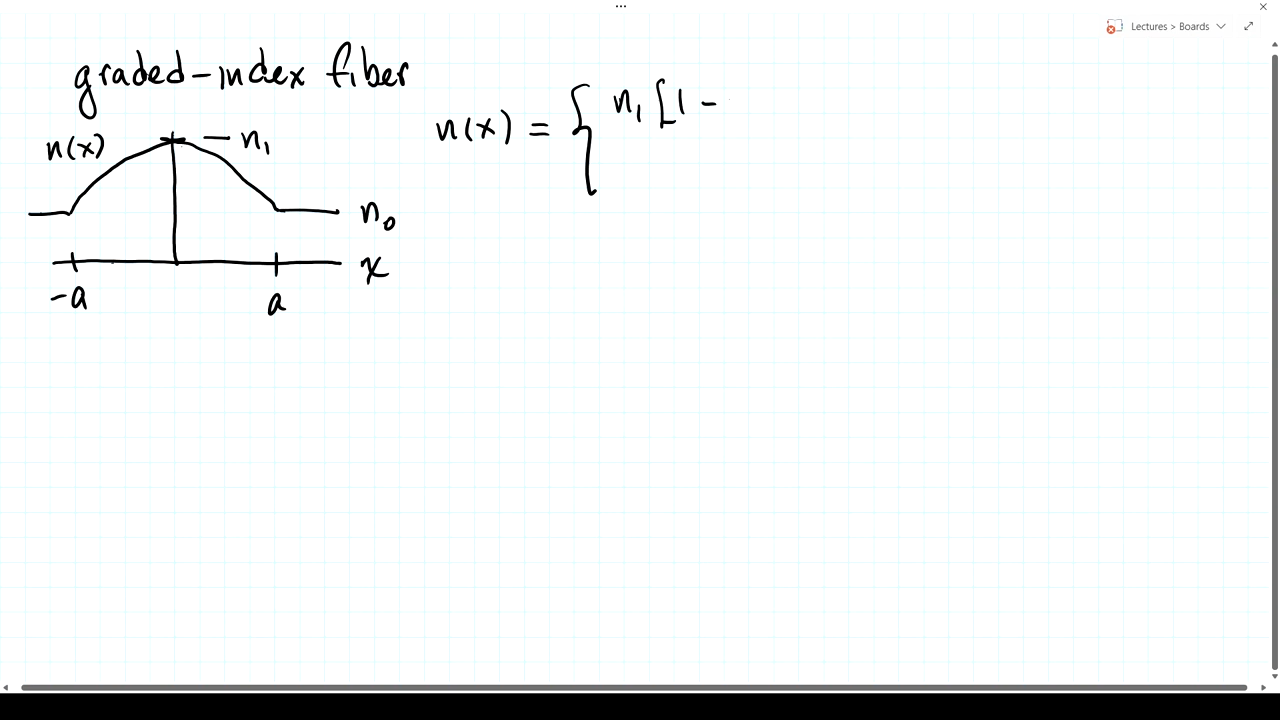 ...
Lectures > Boards
graded-index fiber
n(x) = { n₁ [1 -
n(x)
n₁
n₀
x
-a
a